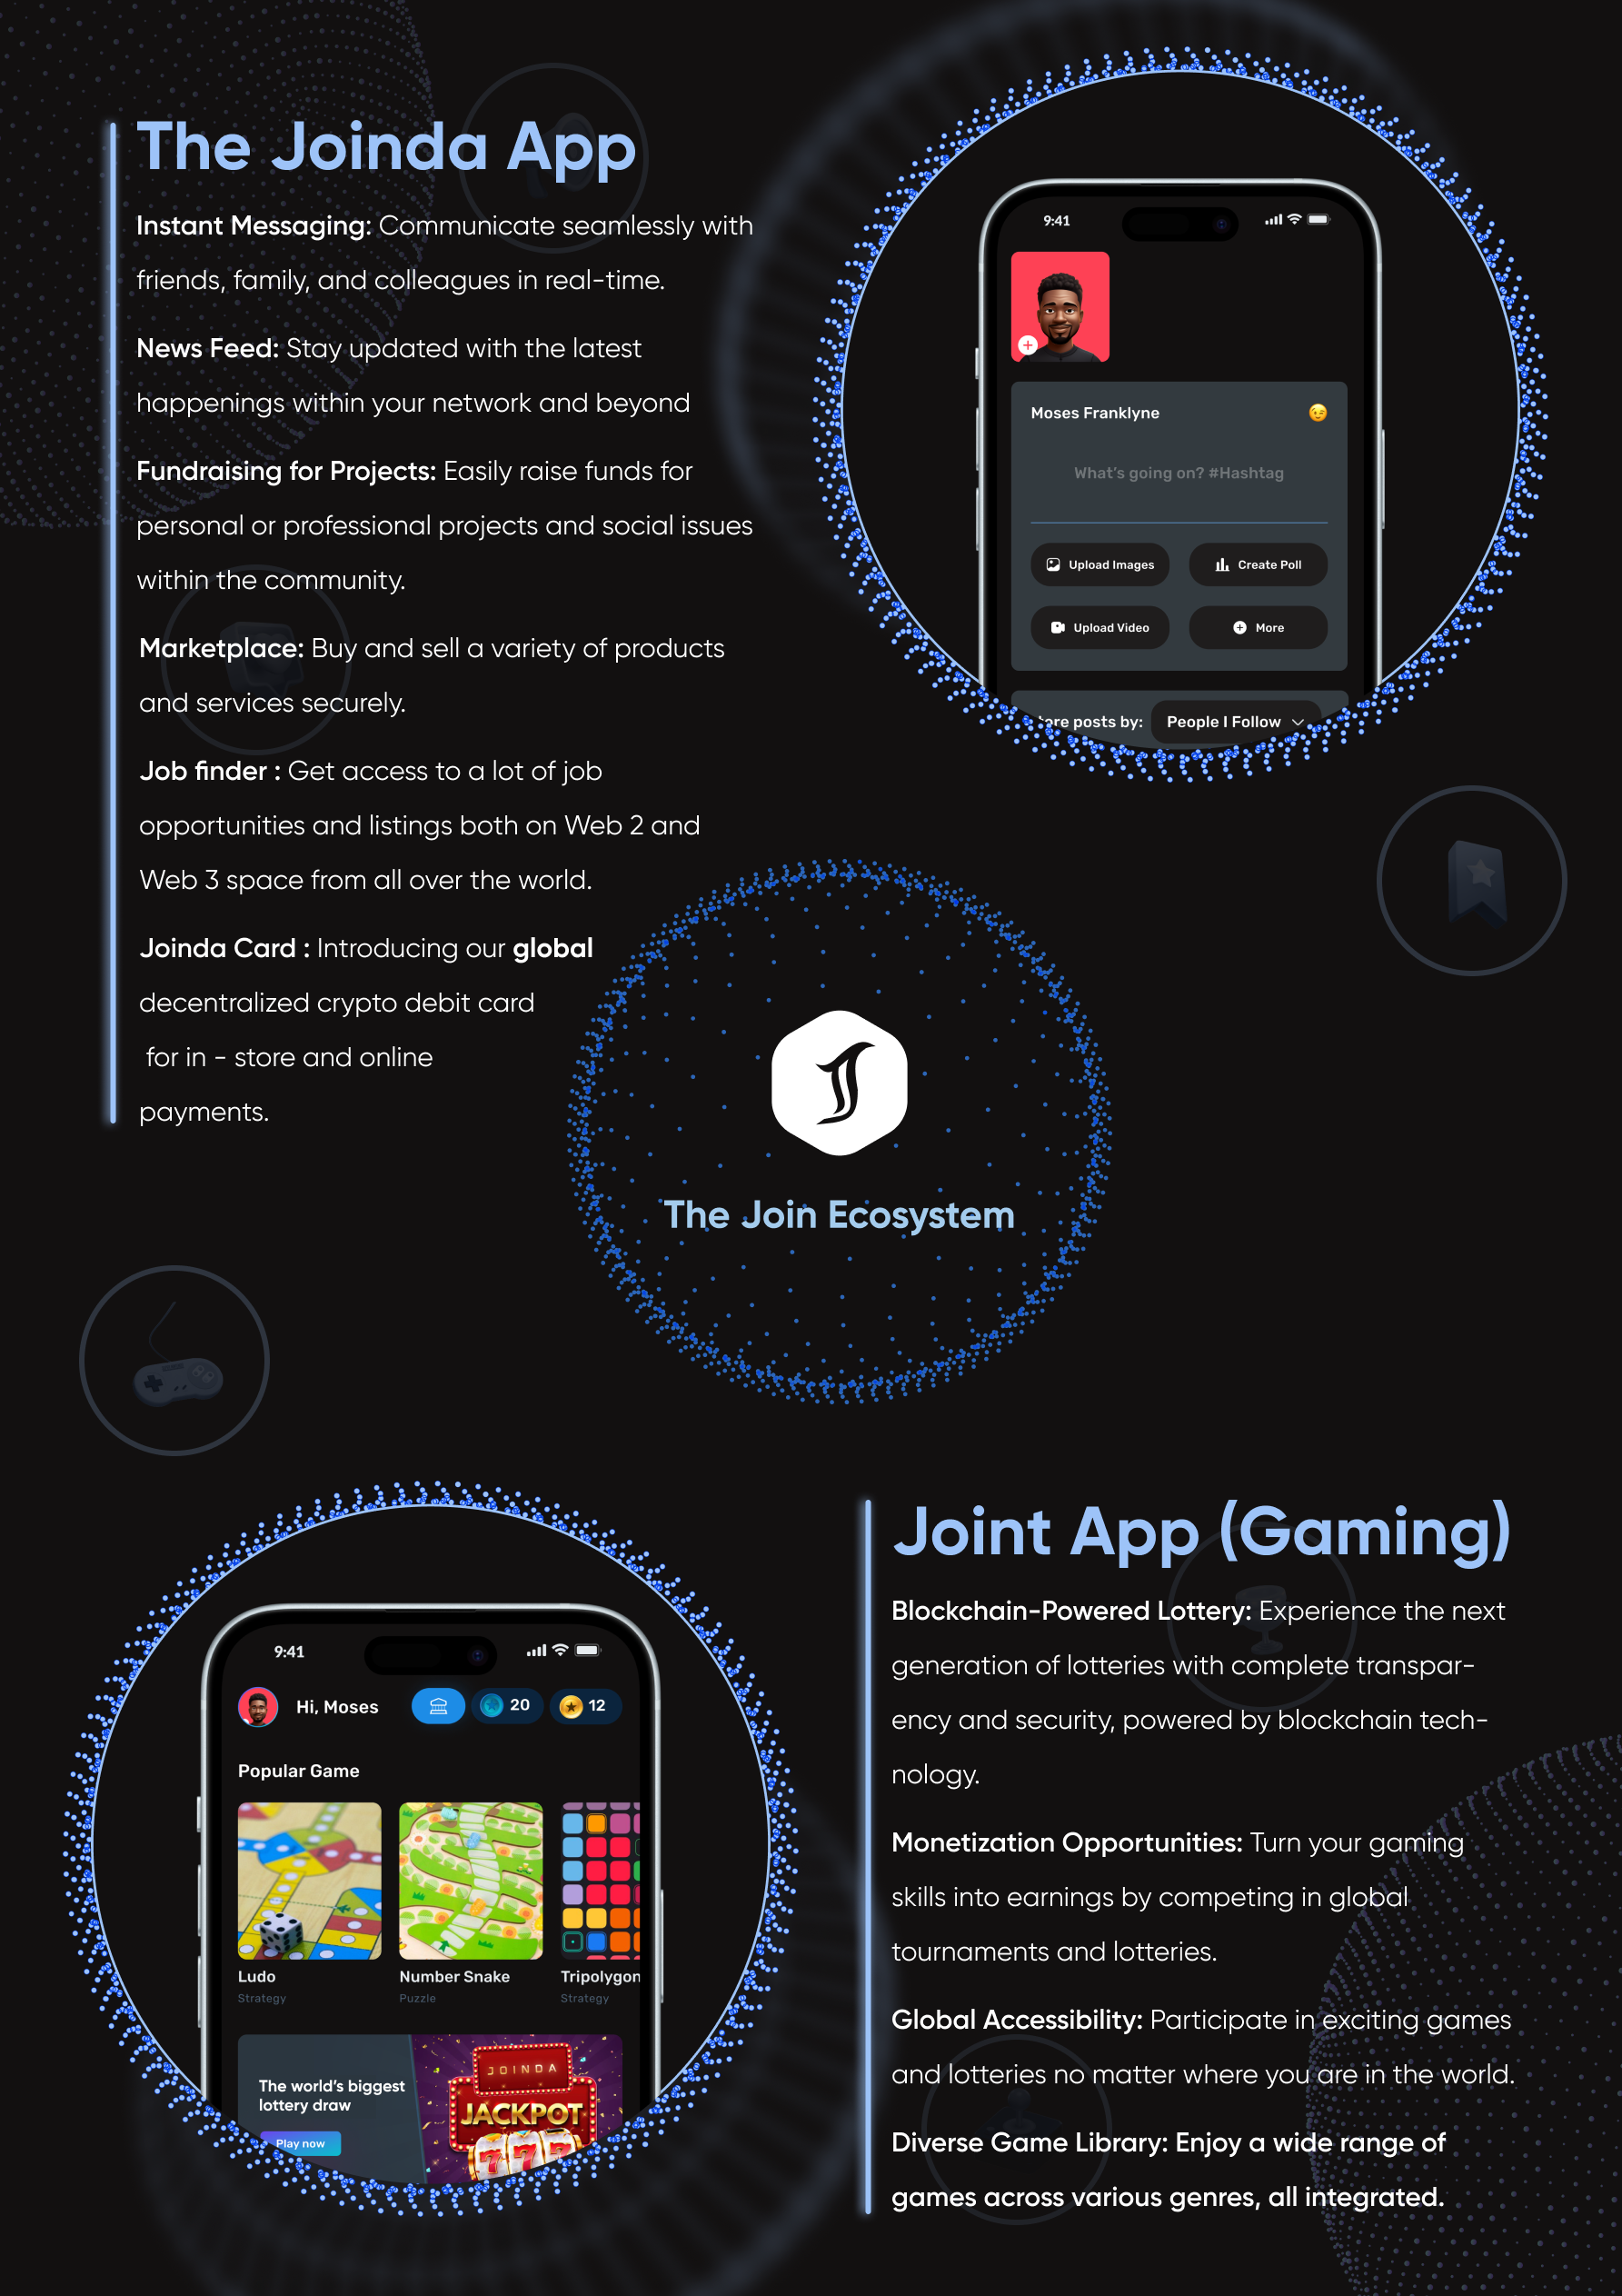 The Joinda App
Instant Messaging: Communicate seamlessly with
friends, family, and colleagues in real-time.
News Feed: Stay updated with the latest
happenings within your network and beyond
Fundraising for Projects: Easily raise funds for
personal or professional projects and social issues
within the community.
Marketplace: Buy and sell a variety of products
and services securely.
Job finder : Get access to a lot of job
opportunities and listings both on Web 2 and
Web 3 space from all over the world.
Joinda Card : Introducing our global
decentralized crypto debit card
for in - store and online
payments.
9:41
Moses Franklyne
What's going on? #Hashtag
Upload Images
Create Poll
Upload Video
More
posts by:
People I Follow
The Join Ecosystem
9:41
Hi, Moses
20
12
Popular Game
Ludo
Strategy
Number Snake
Puzzle
Tripolygon
Strategy
The world's biggest
lottery draw
Play now
JOINDA
JACKPOT
777
Joint App (Gaming)
Blockchain-Powered Lottery: Experience the next
generation of lotteries with complete transpar-
ency and security, powered by blockchain tech-
nology.
Monetization Opportunities: Turn your gaming
skills into earnings by competing in global
tournaments and lotteries.
Global Accessibility: Participate in exciting games
and lotteries no matter where you are in the world.
Diverse Game Library: Enjoy a wide range of
games across various genres, all integrated.